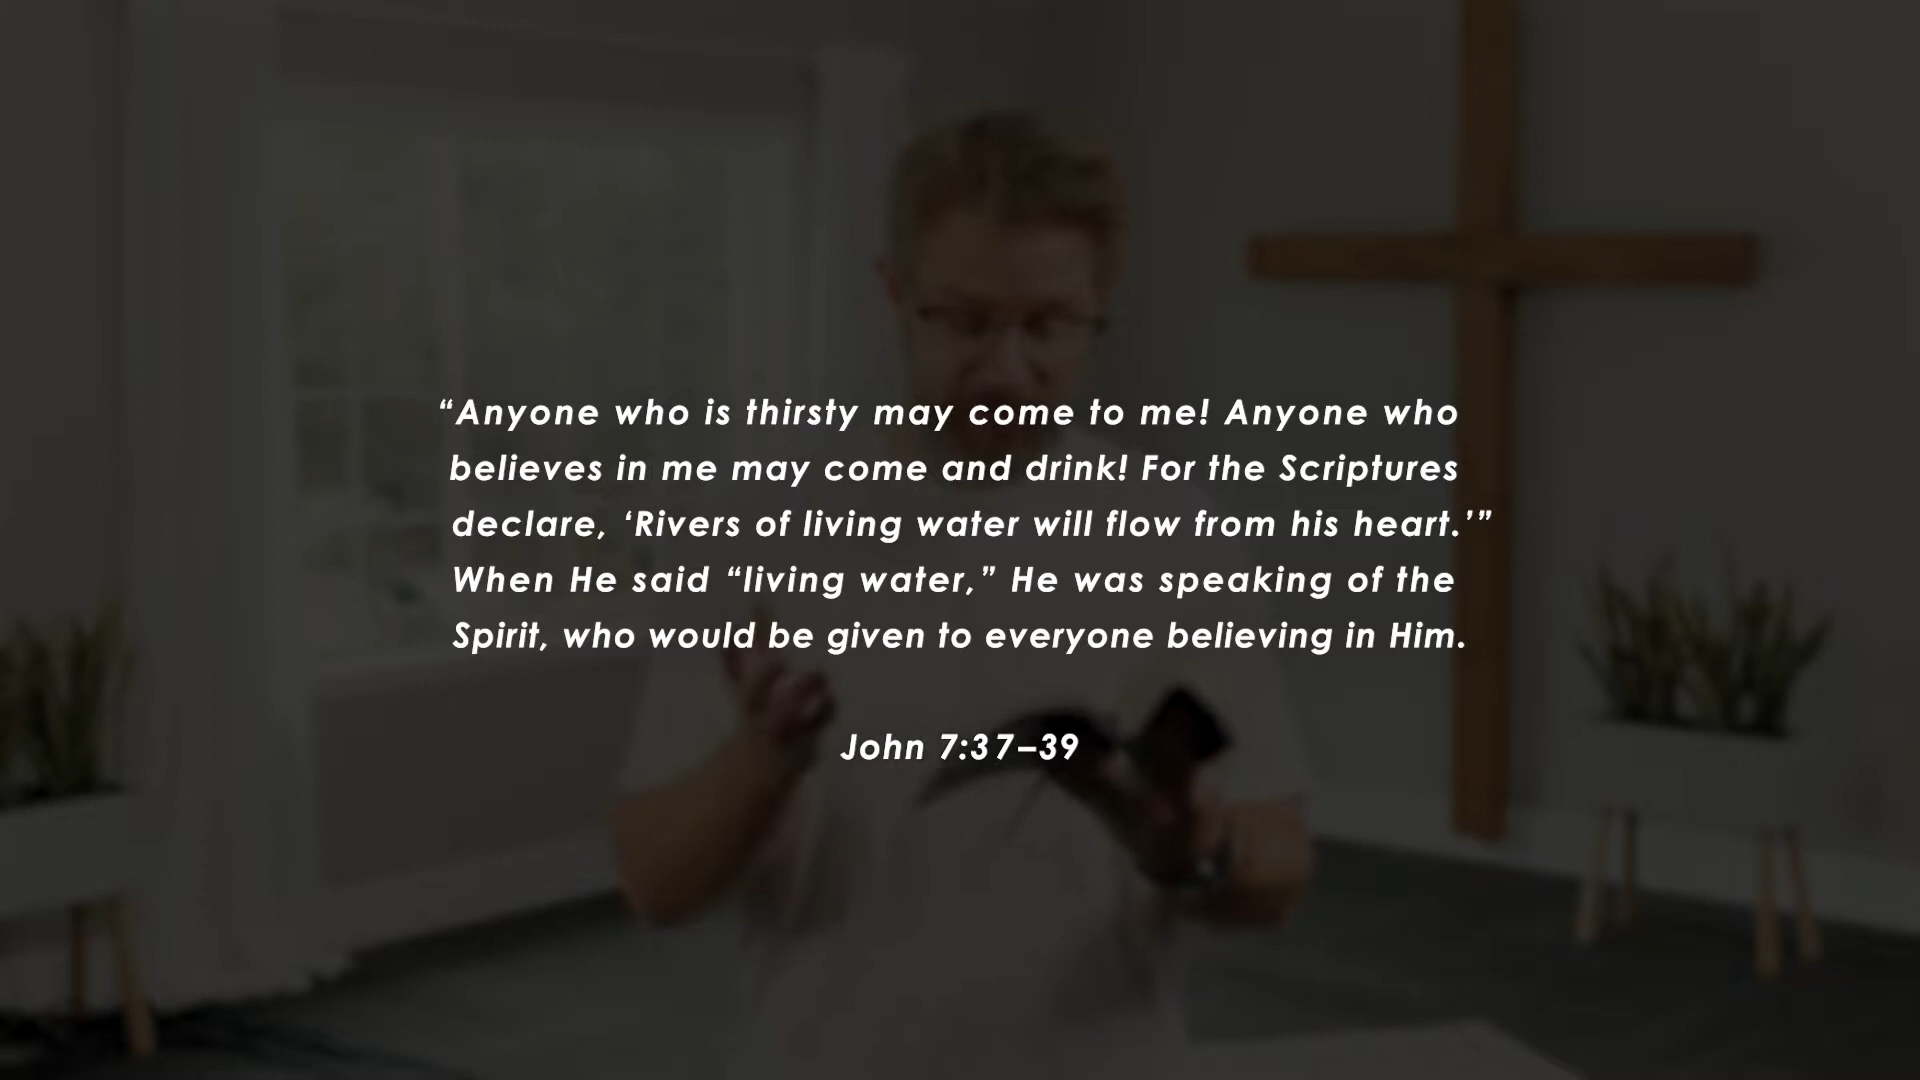 “Anyone who is thirsty may come to me! Anyone who
believes in me may come and drink! For the Scriptures
declare, ‘Rivers of living water will flow from his heart.’”
When He said “living water,” He was speaking of the
Spirit, who would be given to everyone believing in Him.
John 7:37–39